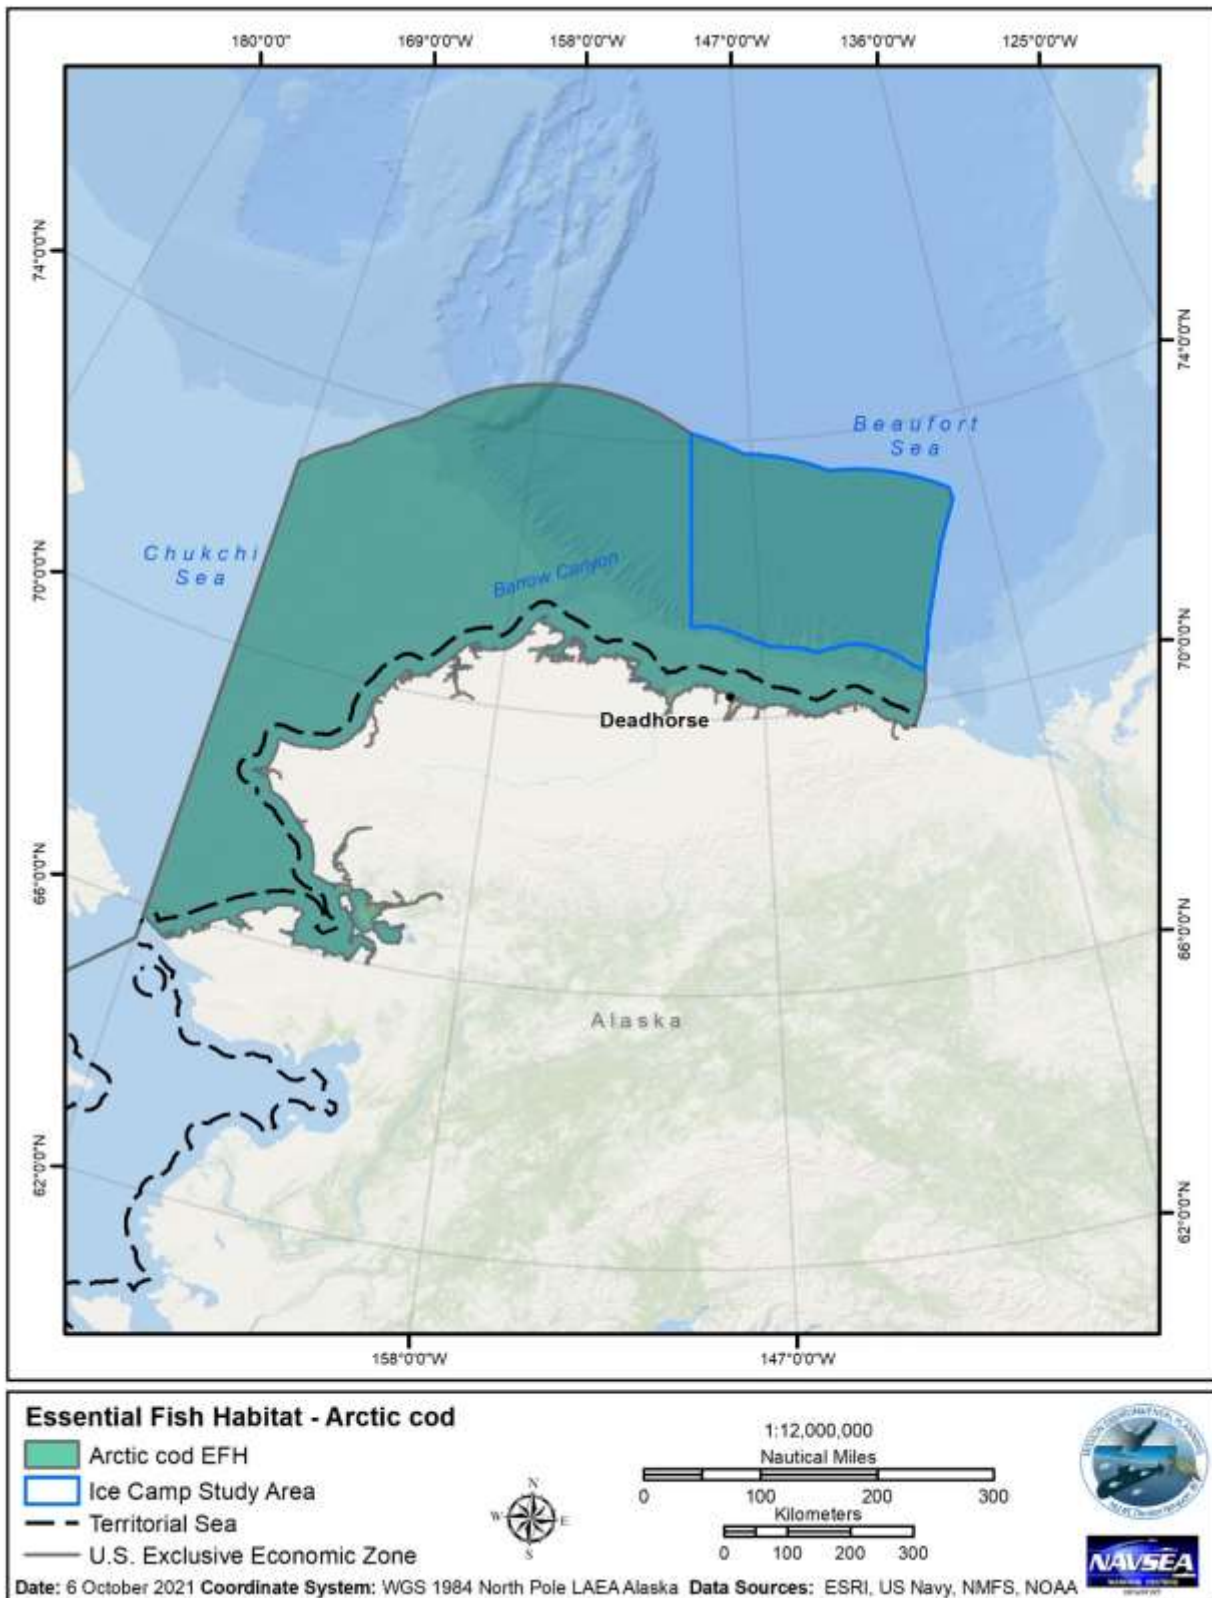 180°0'0"
169°0'0"W
158°0'0"W
147°0'0"W
136°0'0"W
125°0'0"W
74°0'0"N
74°0'0"N
Beaufort
Sea
Chukchi
Sea
Barrow Canyon
70°0'0"N
70°0'0"N
Deadhorse
66°0'0"N
66°0'0"N
Alaska
62°0'0"N
62°0'0"N
158°0'0"W
147°0'0"W
Essential Fish Habitat - Arctic cod
Arctic cod EFH
Ice Camp Study Area
Territorial Sea
U.S. Exclusive Economic Zone
N
W E
S
1:12,000,000
Nautical Miles
0 100 200 300
Kilometers
0 100 200 300
NAVSEA
Date: 6 October 2021 Coordinate System: WGS 1984 North Pole LAEA Alaska Data Sources: ESRI, US Navy, NMFS, NOAA